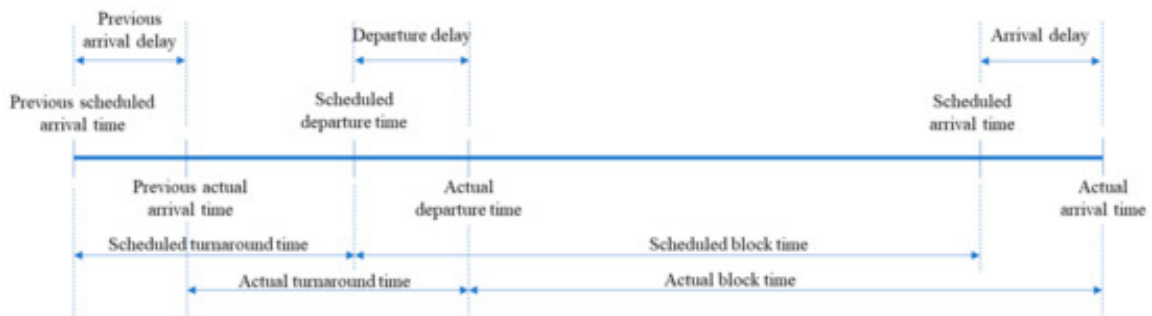 Previous
arrival delay
Departure delay
Arrival delay
Previous scheduled
arrival time
Scheduled
departure time
Scheduled
arrival time
Previous actual
arrival time
Actual
departure time
Actual
arrival time
Scheduled turnaround time
Scheduled block time
Actual turnaround time
Actual block time